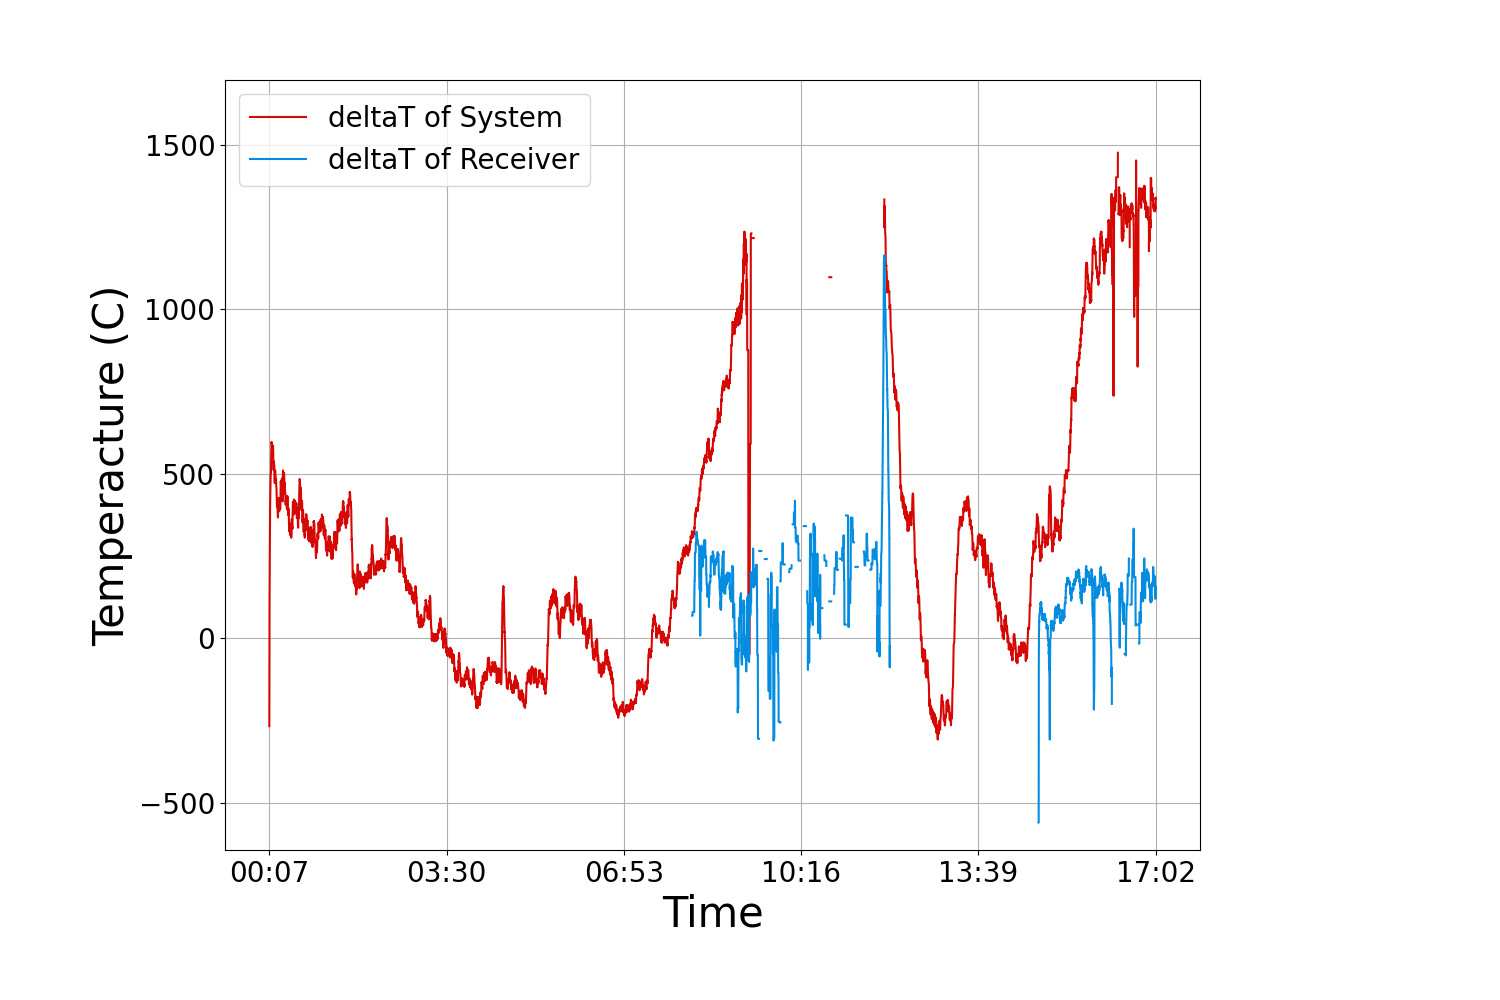 deltaT of System
deltaT of Receiver
1500
1000
500
0
−500
Temperacture (C)
00:07 03:30 06:53 10:16 13:39 17:02
Time